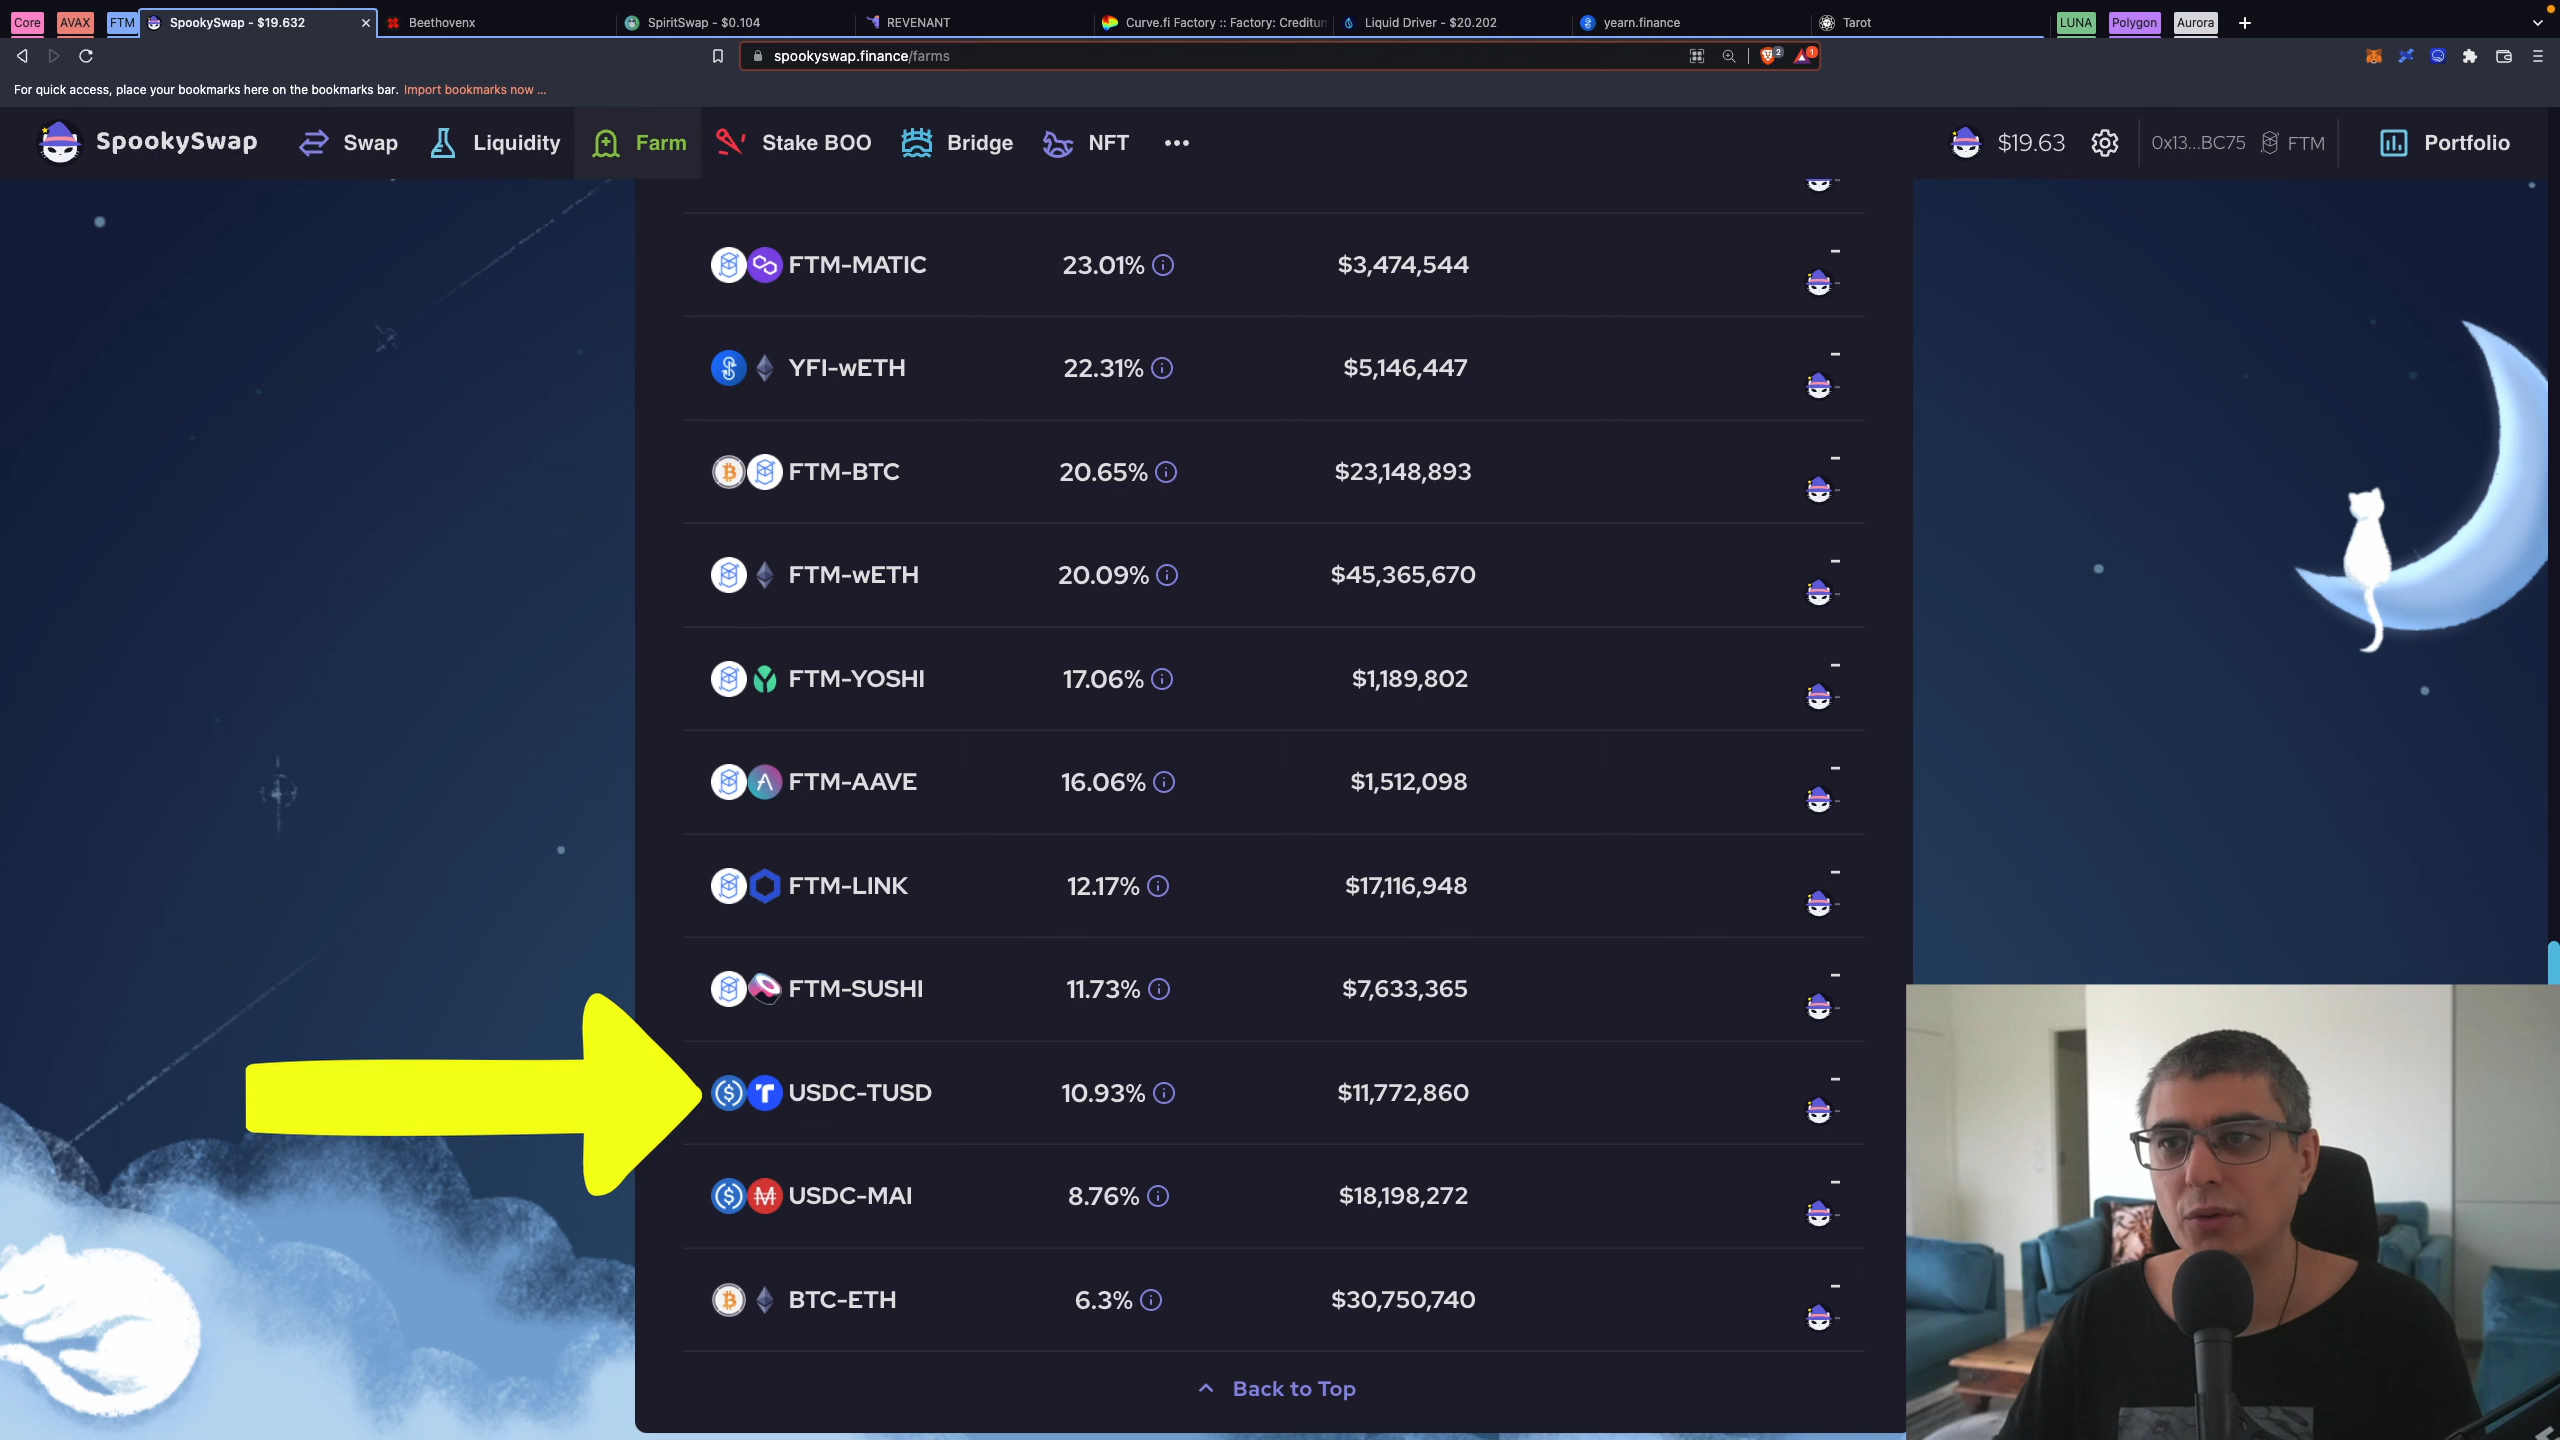 Core AVAX FTM SpookySwap - $19.632 Beethovenx SpiritSwap - $0.104 REVENANT Curve.fi Factory :: Factory: Creditum Liquid Driver - $20.202 yearn.finance Tarot LUNA Polygon Aurora
spookyswap.finance/farms 2 1
For quick access, place your bookmarks here on the bookmarks bar. Import bookmarks now ...
SpookySwap Swap Liquidity Farm Stake BOO Bridge NFT ••• $19.63 0x13...BC75 FTM Portfolio
-
FTM-MATIC 23.01% $3,474,544 -
-
YFI-wETH 22.31% $5,146,447 -
-
FTM-BTC 20.65% $23,148,893 -
-
FTM-wETH 20.09% $45,365,670 -
-
FTM-YOSHI 17.06% $1,189,802 -
-
FTM-AAVE 16.06% $1,512,098 -
-
FTM-LINK 12.17% $17,116,948 -
-
FTM-SUSHI 11.73% $7,633,365 -
-
USDC-TUSD 10.93% $11,772,860 -
-
USDC-MAI 8.76% $18,198,272 -
-
BTC-ETH 6.3% $30,750,740 -
-
Back to Top